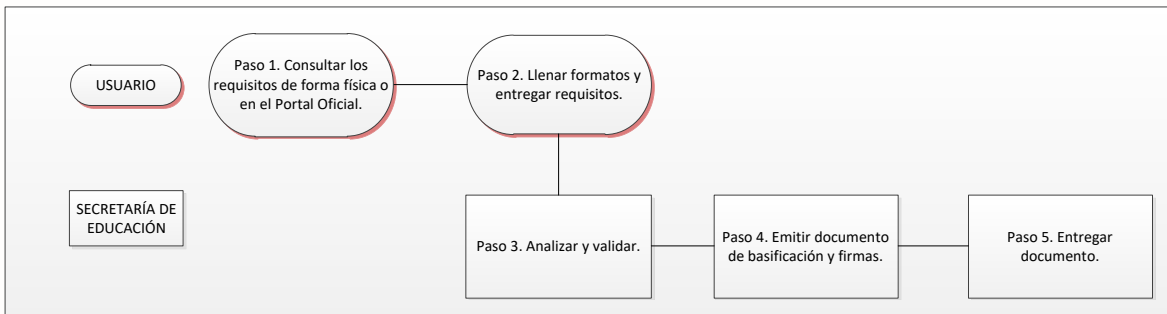 USUARIO
Paso 1. Consultar los
requisitos de forma física o
en el Portal Oficial.
Paso 2. Llenar formatos y
entregar requisitos.
SECRETARÍA DE
EDUCACIÓN
Paso 3. Analizar y validar.
Paso 4. Emitir documento
de basificación y firmas.
Paso 5. Entregar
documento.